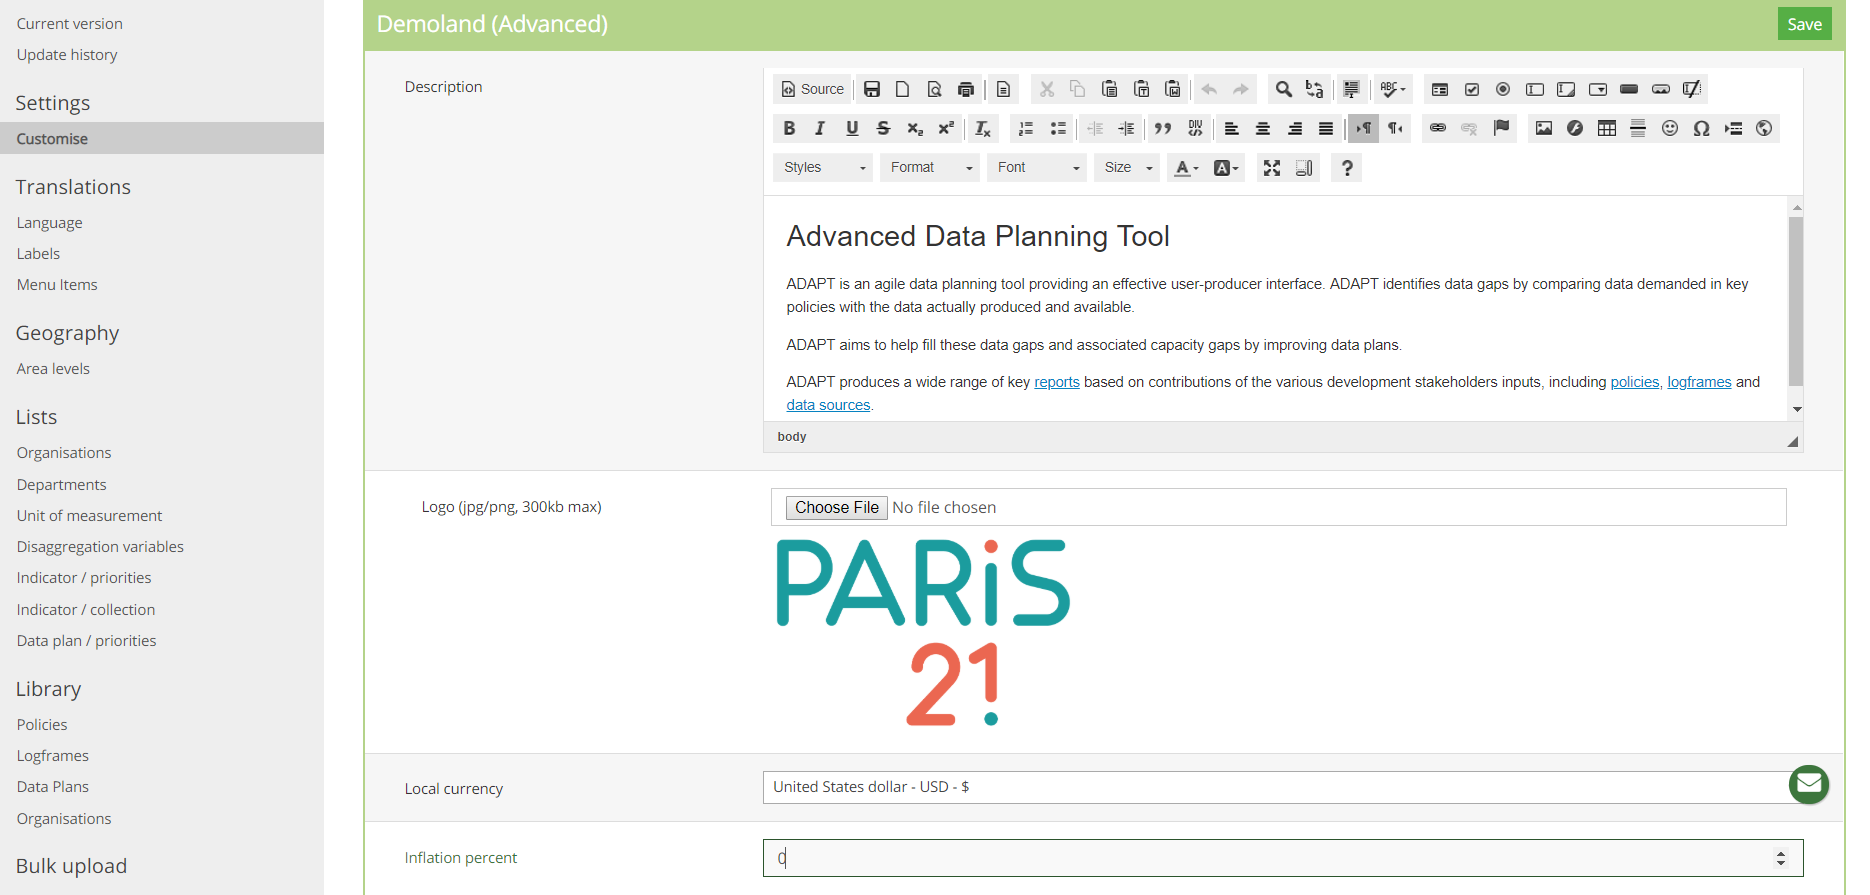 Current version
Update history
Settings
Customise
Translations
Language
Labels
Menu Items
Geography
Area levels
Lists
Organisations
Departments
Unit of measurement
Disaggregation variables
Indicator / priorities
Indicator / collection
Data plan / priorities
Library
Policies
Logframes
Data Plans
Organisations
Bulk upload
Demoland (Advanced)
Save
Description
Source
Styles Format Font Size
Advanced Data Planning Tool
ADAPT is an agile data planning tool providing an effective user-producer interface. ADAPT identifies data gaps by comparing data demanded in key
policies with the data actually produced and available.
ADAPT aims to help fill these data gaps and associated capacity gaps by improving data plans.
ADAPT produces a wide range of key reports based on contributions of the various development stakeholders inputs, including policies, logframes and
data sources.
body
Logo (jpg/png, 300kb max)
Choose File No file chosen
PARiS
21
Local currency
United States dollar - USD - $
Inflation percent
0